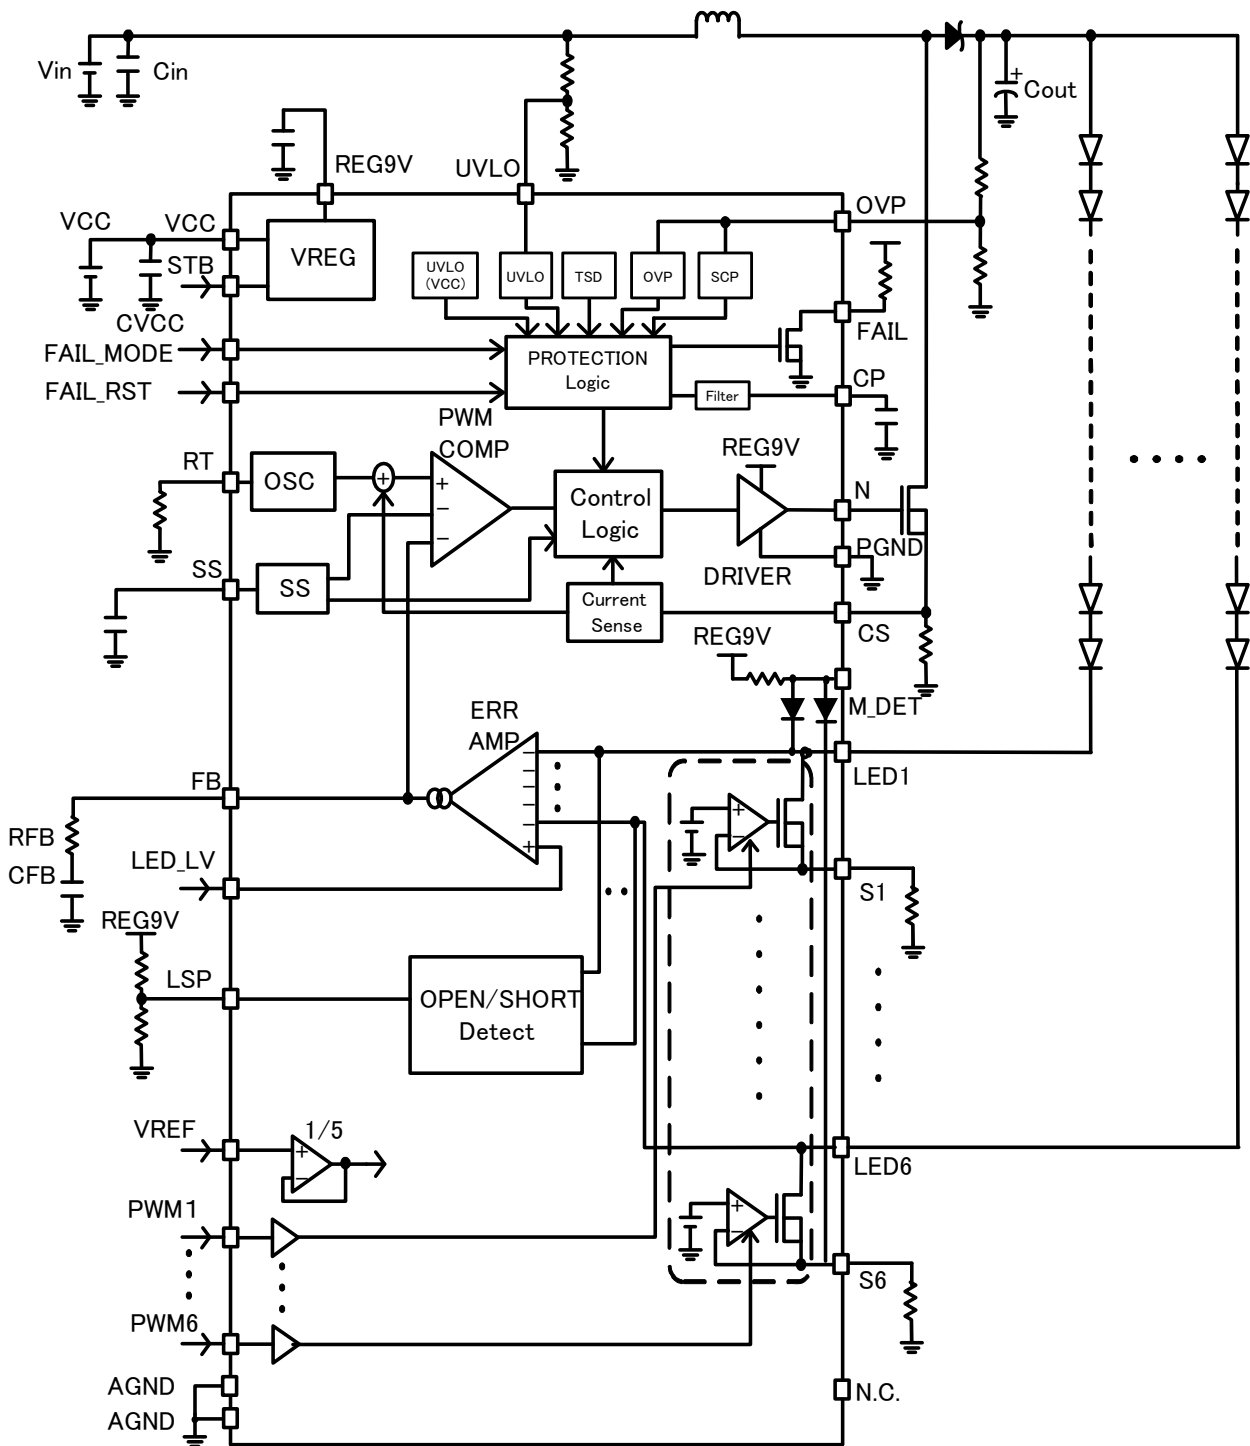 Vin
Cin
+
Cout
REG9V
UVLO
OVP
VCC
VCC
VREG
STB
UVLO
(VCC)
UVLO
TSD
OVP
SCP
CVCC
FAIL
FAIL_MODE
PROTECTION
Logic
FAIL_RST
Filter
CP
PWM
COMP
REG9V
RT
OSC
+
+
−
−
Control
Logic
N
PGND
DRIVER
SS
SS
Current
Sense
CS
REG9V
M_DET
ERR
AMP
−
−
−
−
−
+
LED1
FB
+
−
RFB
CFB
LED_LV
S1
REG9V
LSP
OPEN/SHORT
Detect
VREF
1/5
+
−
LED6
PWM1
+
−
S6
PWM6
AGND
AGND
N.C.